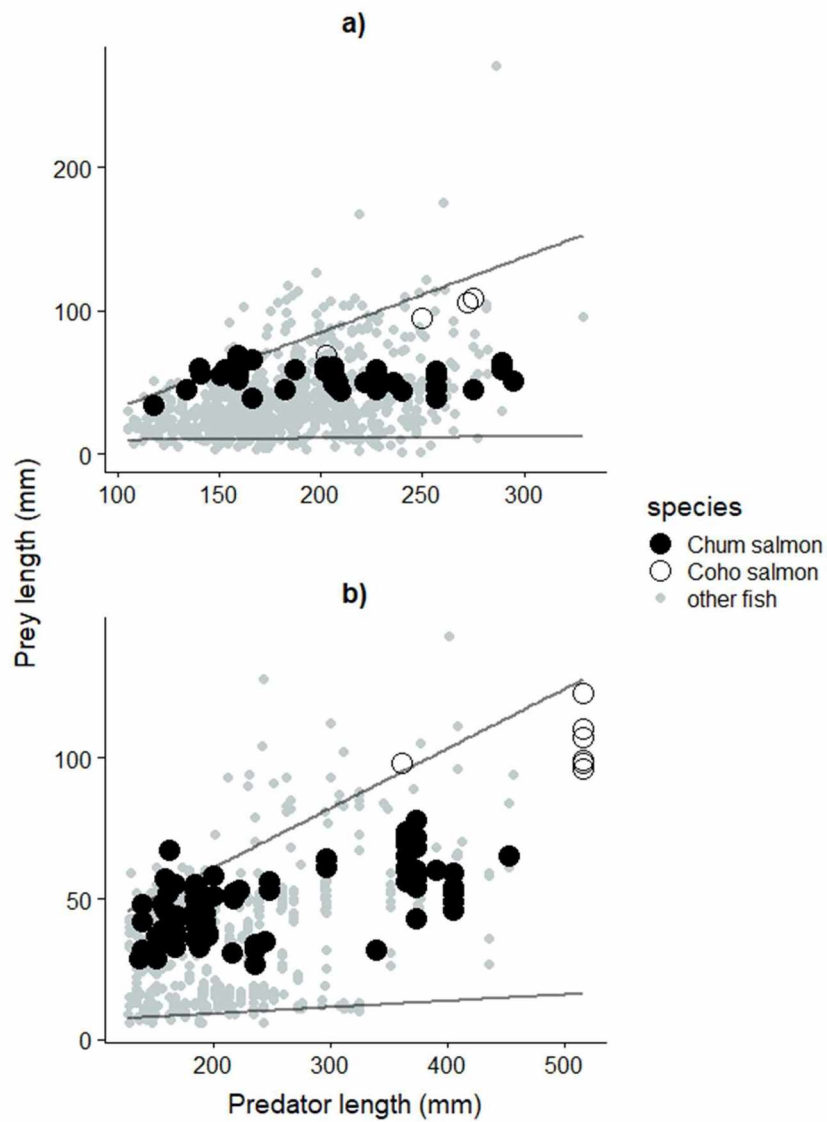 a)
200
100
0
100
150
200
250
300
Prey length (mm)
species
Chum salmon
Coho salmon
other fish
b)
100
50
0
200
300
400
500
Predator length (mm)